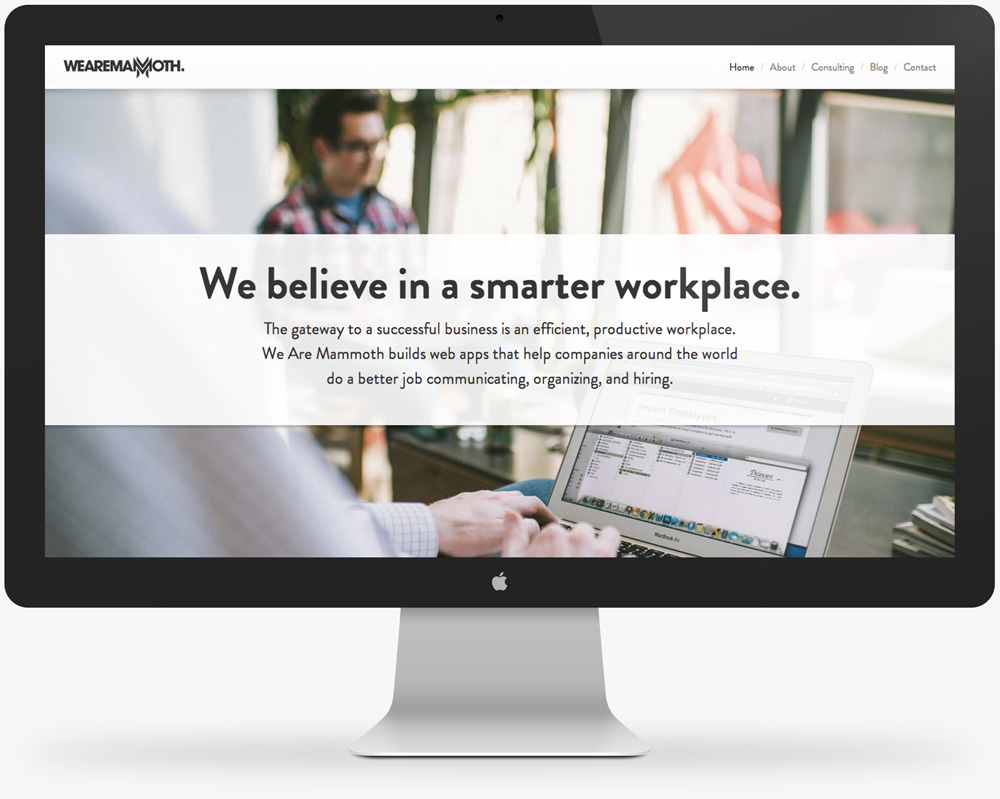 WEAREMAMMOTH.
Home / About / Consulting / Blog / Contact
We believe in a smarter workplace.
The gateway to a successful business is an efficient, productive workplace.
We Are Mammoth builds web apps that help companies around the world
do a better job communicating, organizing, and hiring.
Import Employees
MacBook Air